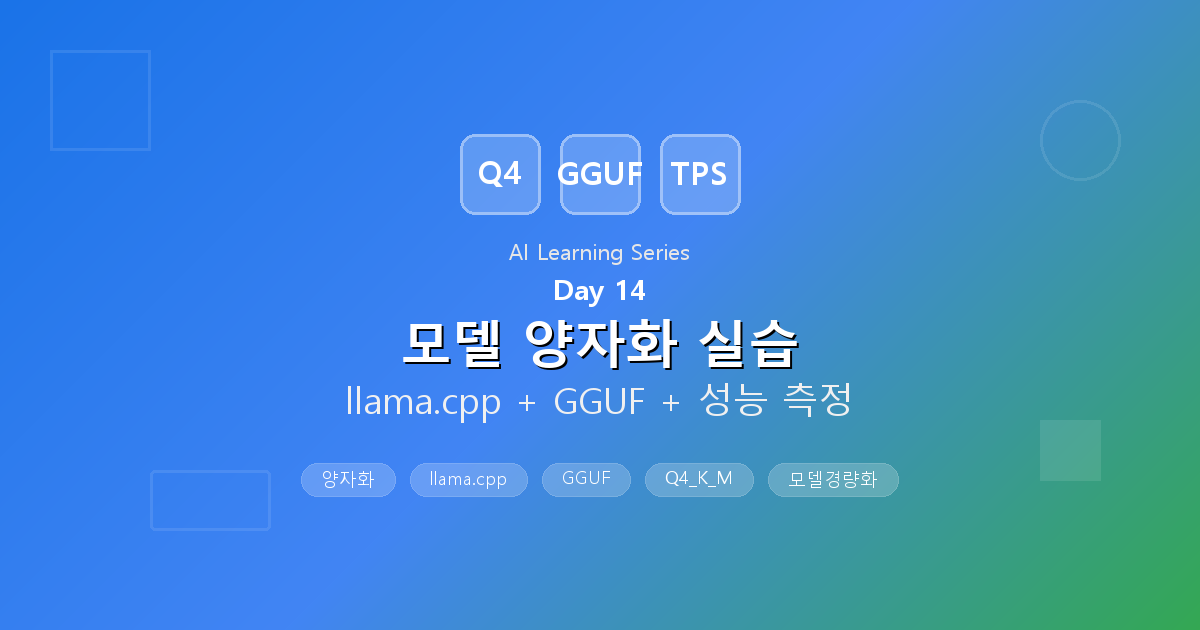 Q4 GGUF TPS
AI Learning Series
Day 14
모델 양자화 실습
llama.cpp + GGUF + 성능 측정
양자화 llama.cpp GGUF Q4_K_M 모델경량화